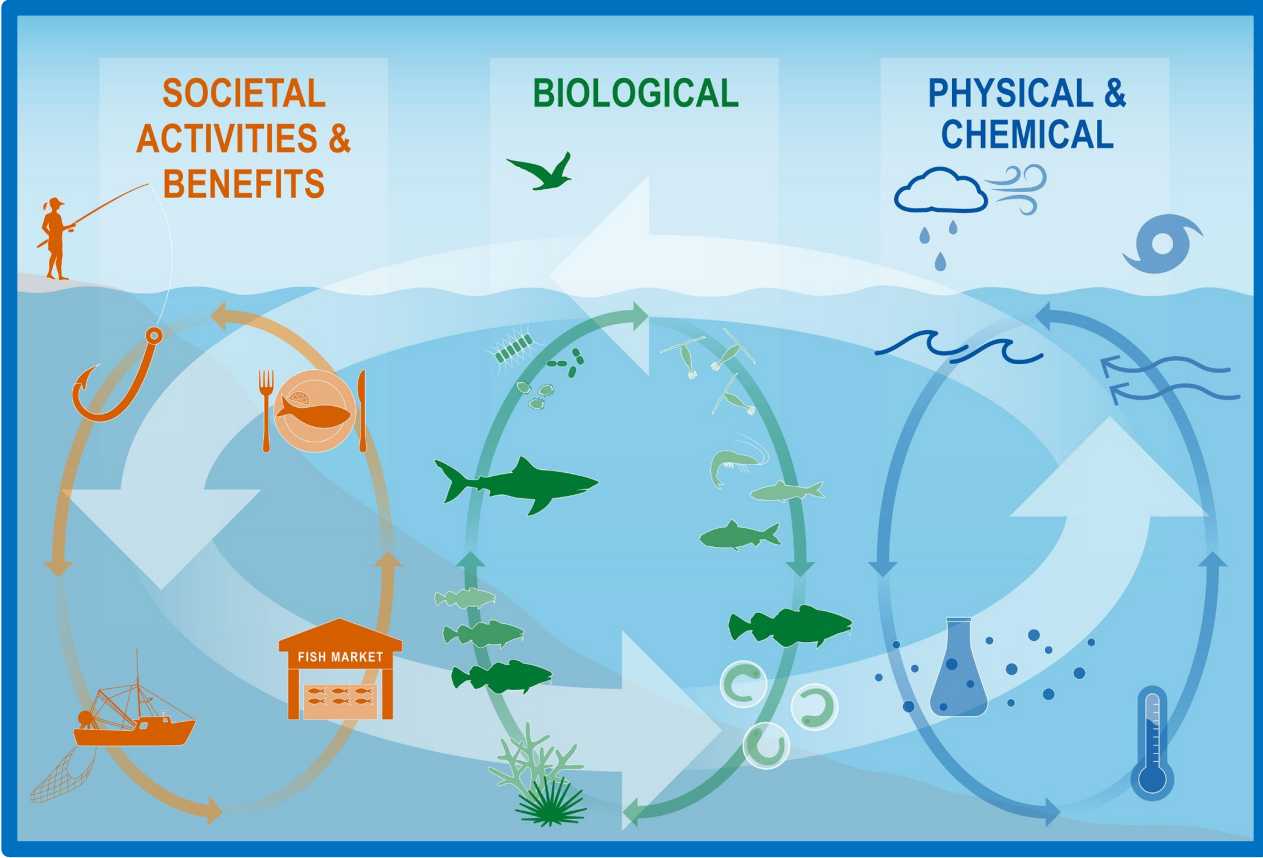 SOCIETAL
ACTIVITIES &
BENEFITS
BIOLOGICAL
PHYSICAL &
CHEMICAL
FISH MARKET